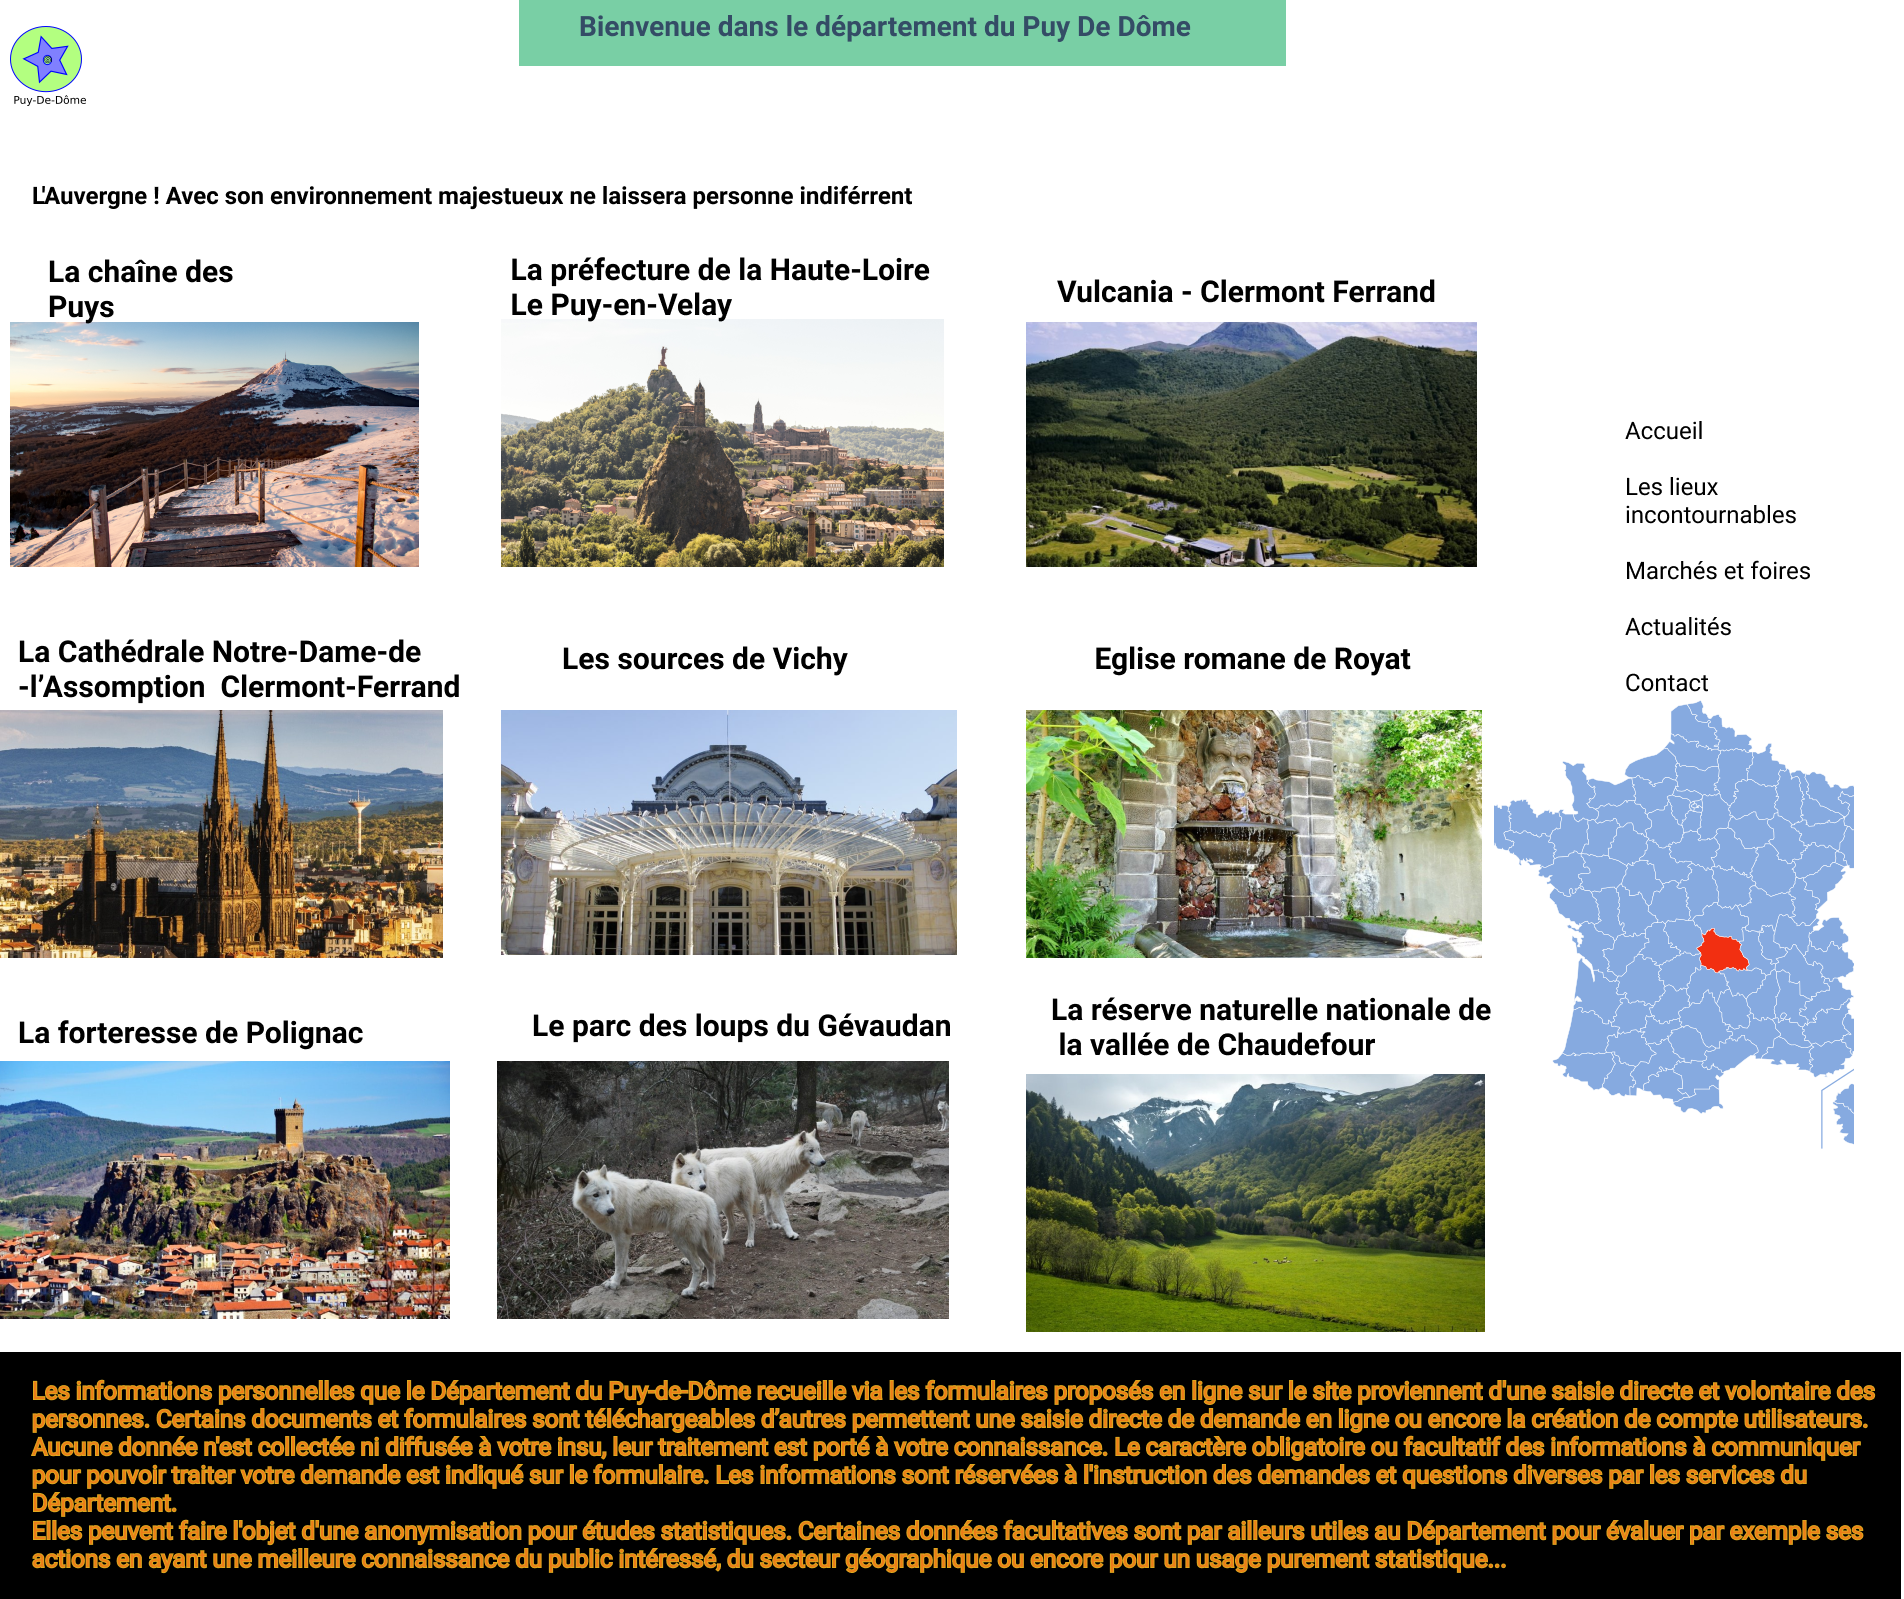 Bienvenue dans le département du Puy De Dôme
Puy-De-Dôme
L'Auvergne ! Avec son environnement majestueux ne laissera personne indiférrent
La chaîne des
Puys
La préfecture de la Haute-Loire
Le Puy-en-Velay
Vulcania - Clermont Ferrand
Accueil
Les lieux
incontournables
Marchés et foires
Actualités
Contact
La Cathédrale Notre-Dame-de
-l’Assomption  Clermont-Ferrand
Les sources de Vichy
Eglise romane de Royat
La forteresse de Polignac
Le parc des loups du Gévaudan
La réserve naturelle nationale de
la vallée de Chaudefour
Les informations personnelles que le Département du Puy-de-Dôme recueille via les formulaires proposés en ligne sur le site proviennent d'une saisie directe et volontaire des
personnes. Certains documents et formulaires sont téléchargeables d’autres permettent une saisie directe de demande en ligne ou encore la création de compte utilisateurs.
Aucune donnée n'est collectée ni diffusée à votre insu, leur traitement est porté à votre connaissance. Le caractère obligatoire ou facultatif des informations à communiquer
pour pouvoir traiter votre demande est indiqué sur le formulaire. Les informations sont réservées à l'instruction des demandes et questions diverses par les services du
Département.
Elles peuvent faire l'objet d'une anonymisation pour études statistiques. Certaines données facultatives sont par ailleurs utiles au Département pour évaluer par exemple ses
actions en ayant une meilleure connaissance du public intéressé, du secteur géographique ou encore pour un usage purement statistique...